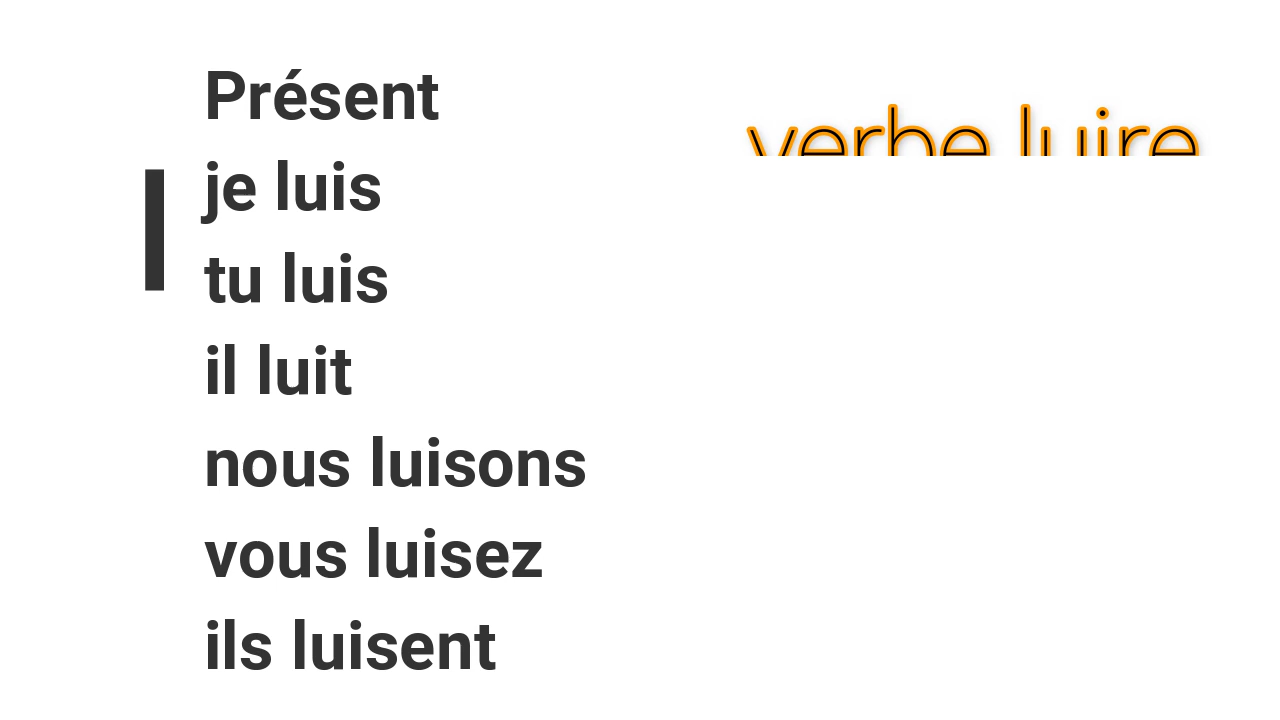 Présent
je luis
tu luis
il luit
nous luisons
vous luisez
ils luisent
verbe luire